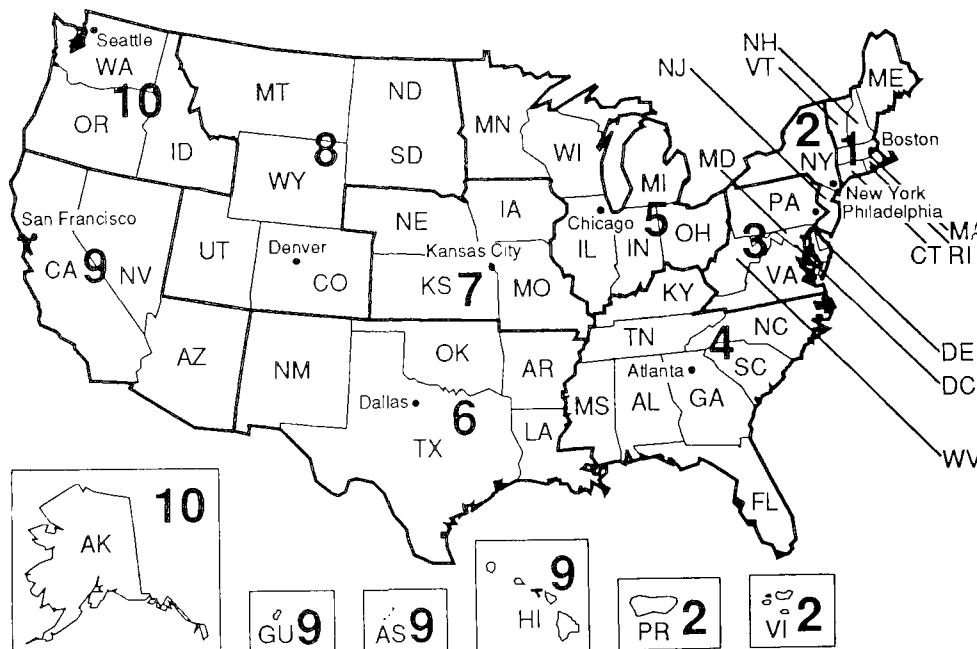 NH
VT
NJ
ME
Seattle
WA
10
OR
ID
MT
ND
MN
8
SD
WY
WI
MI
MD
2
NY
1
Boston
New York
Philadelphia
PA
MA
CT RI
San Francisco
CA
9
NV
UT
Denver
CO
NE
IA
Kansas City
KS
7
MO
Chicago
5
IL
IN
OH
KY
3
VA
DE
DC
WV
AZ
NM
OK
AR
TN
NC
4
SC
Atlanta
Dallas
6
TX
LA
MS
AL
GA
FL
10
AK
GU 9
AS 9
9
HI
PR 2
VI 2